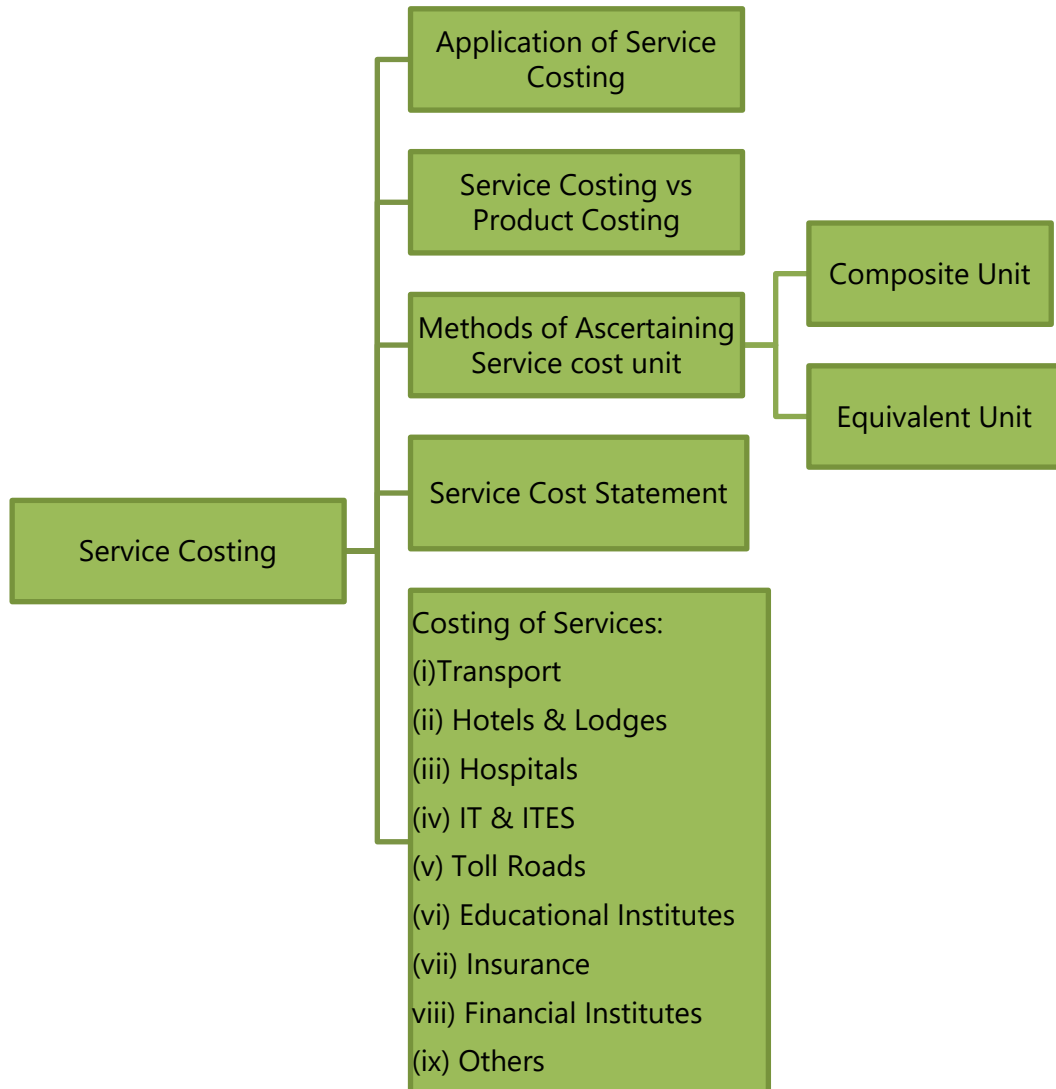 Application of Service
Costing
Service Costing vs
Product Costing
Composite Unit
Methods of Ascertaining
Service cost unit
Equivalent Unit
Service Cost Statement
Service Costing
Costing of Services:
(i)Transport
(ii) Hotels & Lodges
(iii) Hospitals
(iv) IT & ITES
(v) Toll Roads
(vi) Educational Institutes
(vii) Insurance
viii) Financial Institutes
(ix) Others